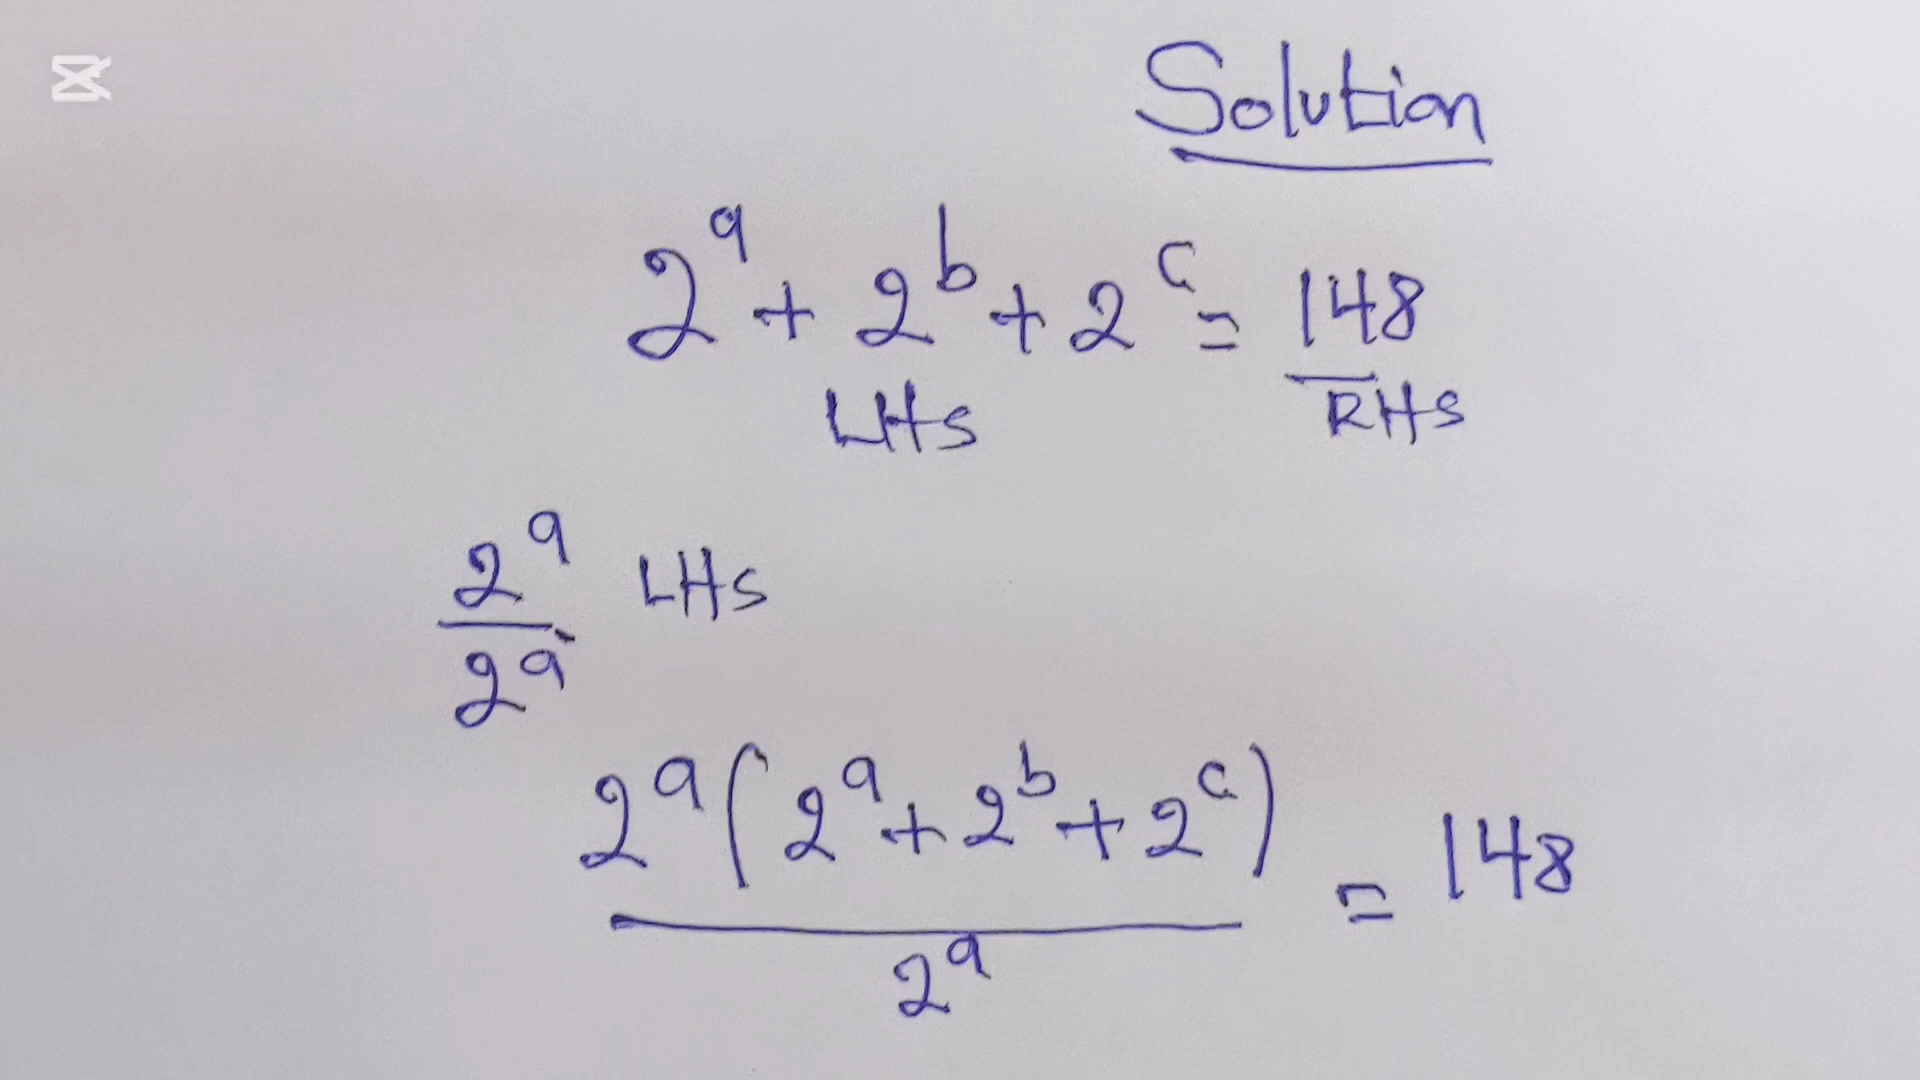 Solution
2^a + 2^b + 2^c = 148
LHS RHS
2^a/2^a LHS
2^a(2^a + 2^b + 2^c)/2^a = 148